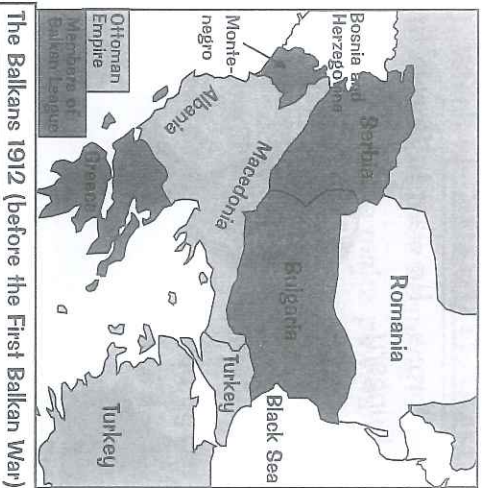 Bosnia and
Herzegovina
Monte-
negro
Serbia
Romania
Albania
Macedonia
Bulgaria
Black Sea
Turkey
Greece
Turkey
Ottoman
Empire
Members of
Balkan League
The Balkans 1912 (before the First Balkan War)